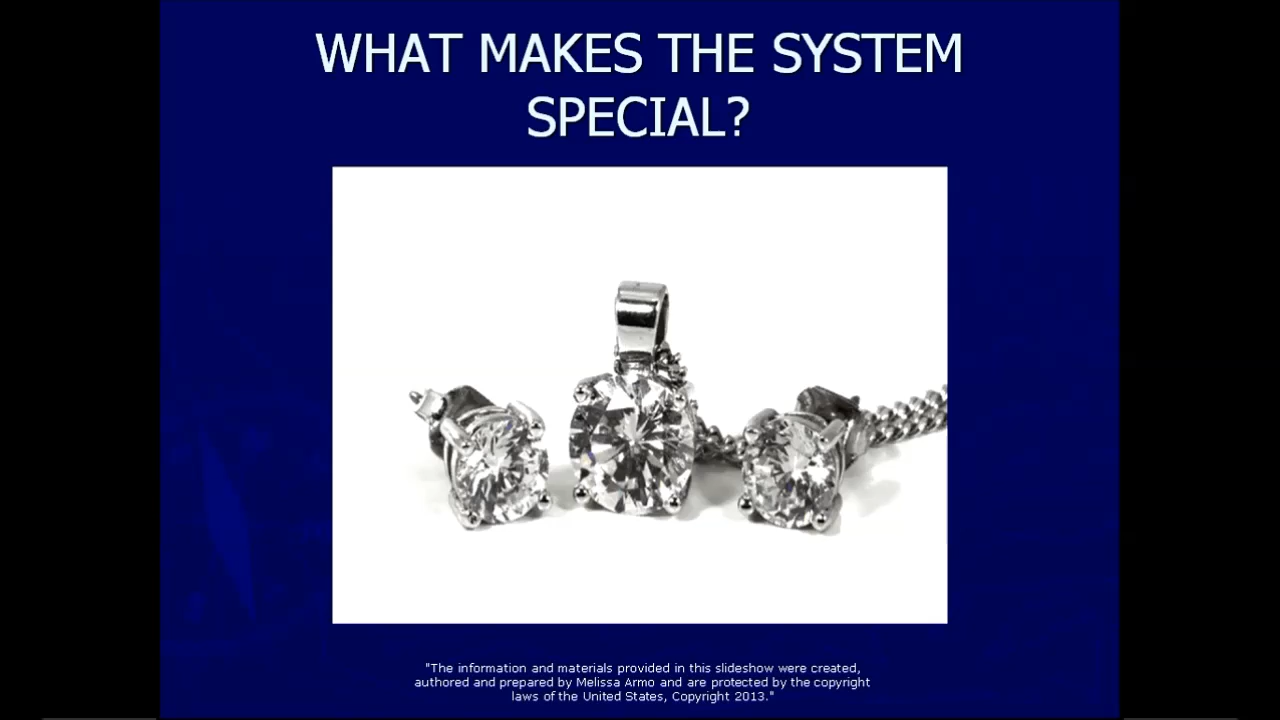 WHAT MAKES THE SYSTEM
SPECIAL?
"The information and materials provided in this slideshow were created,
authored and prepared by Melissa Armo and are protected by the copyright
laws of the United States, Copyright 2013."